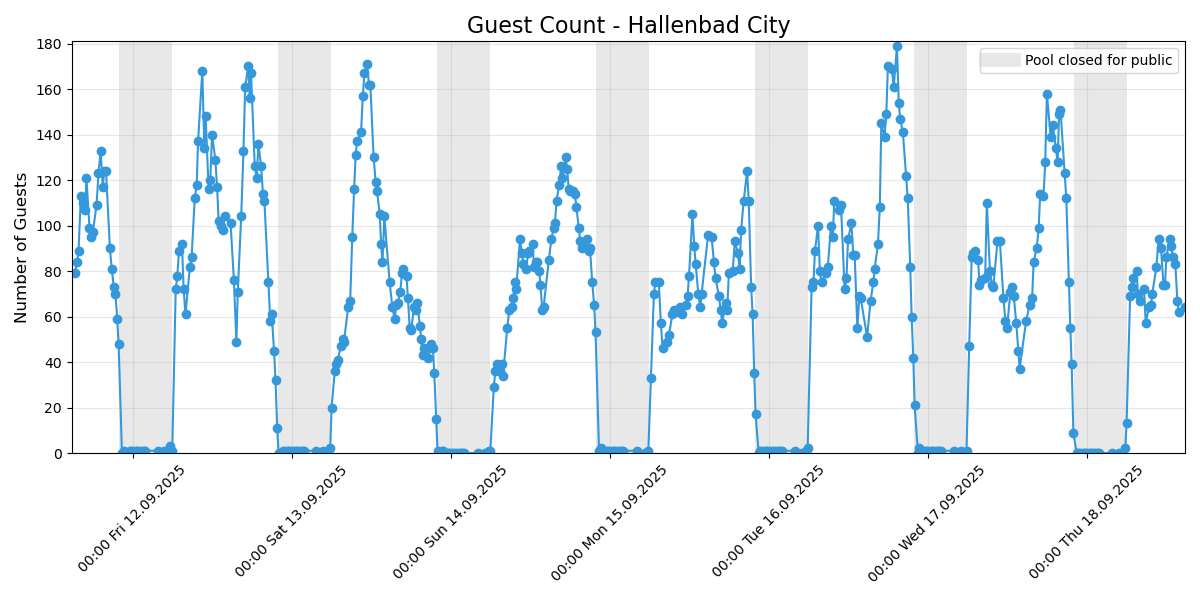 Guest Count - Hallenbad City
Pool closed for public
Number of Guests
180
160
140
120
100
80
60
40
20
0
00:00 Fri 12.09.2025
00:00 Sat 13.09.2025
00:00 Sun 14.09.2025
00:00 Mon 15.09.2025
00:00 Tue 16.09.2025
00:00 Wed 17.09.2025
00:00 Thu 18.09.2025